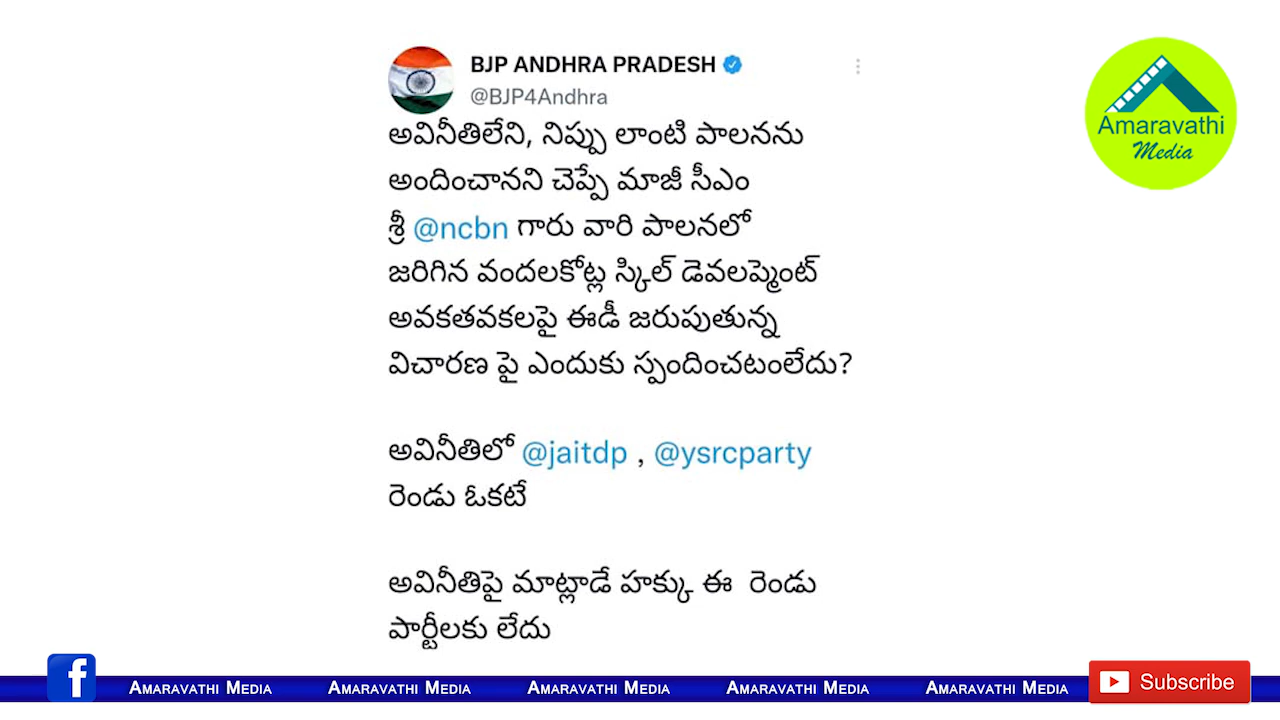 BJP ANDHRA PRADESH
@BJP4Andhra
అవినీతిలేని, నిప్పు లాంటి పాలనను
అందించానని చెప్పే మాజీ సీఎం
శ్రీ @ncbn గారు వారి పాలనలో
జరిగిన వందలకోట్ల స్కిల్ డెవలప్మెంట్
అవకతవకలపై ఈడీ జరుపుతున్న
విచారణ పై ఎందుకు స్పందించటంలేదు?
అవినీతిలో @jaitdp , @ysrcparty
రెండు ఓకటే
అవినీతిపై మాట్లాడే హక్కు ఈ రెండు
పార్టీలకు లేదు
Amaravathi
Media
f
Amaravathi Media Amaravathi Media Amaravathi Media Amaravathi Media Amaravathi Media
Subscribe